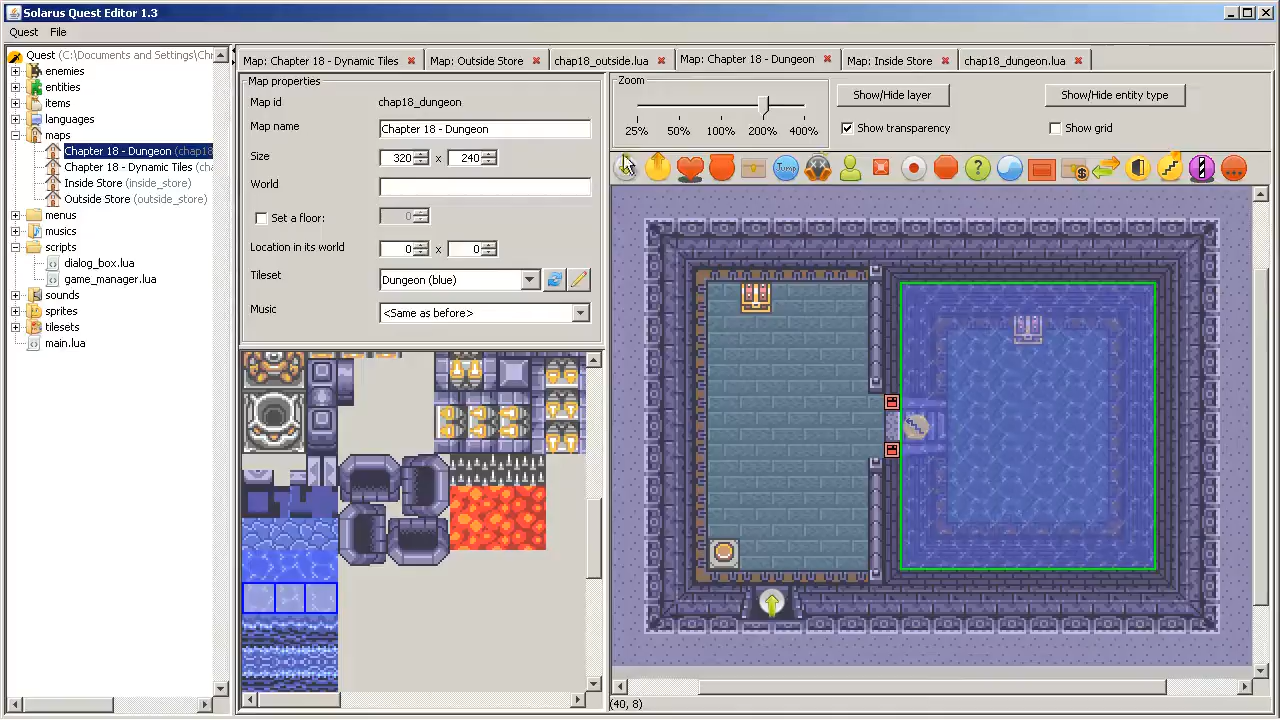 Solarus Quest Editor 1.3
Quest File
Quest (C:\Documents and Settings\Chr
enemies
entities
items
languages
maps
Chapter 18 - Dungeon (chap18
Chapter 18 - Dynamic Tiles (ch
Inside Store (inside_store)
Outside Store (outside_store)
menus
musics
scripts
dialog_box.lua
game_manager.lua
sounds
tilesets
main.lua
Map: Chapter 18 - Dynamic Tiles
Map: Outside Store
chap18_outside.lua
Map: Chapter 18 - Dungeon
Map: Inside Store
chap18_dungeon.lua
Map properties
Map id chap18_dungeon
Map name Chapter 18 - Dungeon
Size 320 x 240
World
Set a floor: 0
Location in its world 0 x 0
Tileset Dungeon (blue)
Music <Same as before>
Zoom
25% 50% 200% 400%
Show/Hide layer
Show/Hide entity type
Show transparency
Show grid
Jump
?
$
(40, 8)